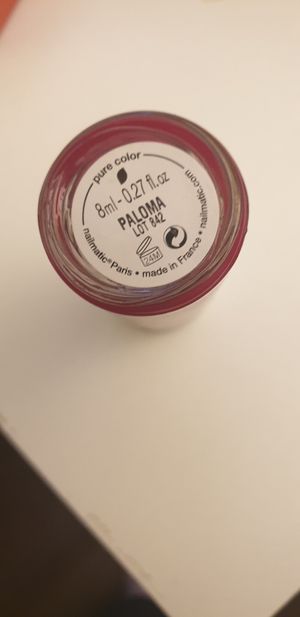 pure color
8ml - 0.27 fl.oz
PALOMA
LOT 842
24M
nailmatic®Paris • made in France • nailmatic.com